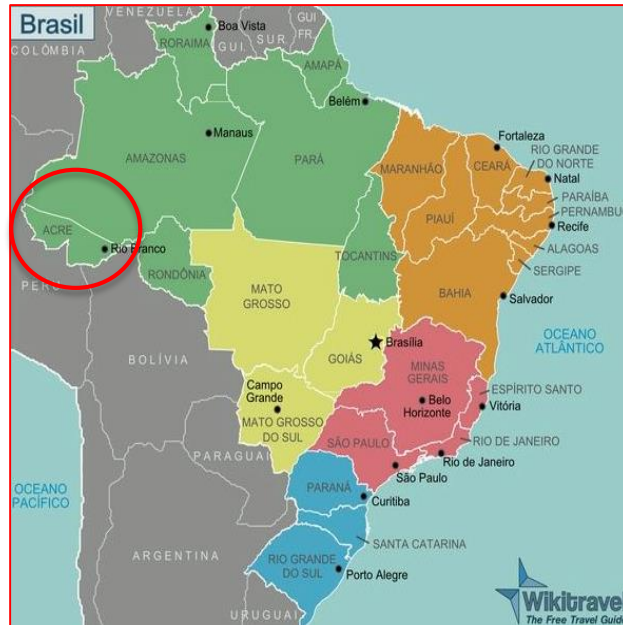 Brasil
VENEZUELA
Boa Vista
COLÔMBIA
RORAIMA
GUI.
SUR.
GUI
FR.
AMAPÁ
Belém
Manaus
AMAZONAS
PARÁ
Fortaleza
MARANHÃO
CEARÁ
RIO GRANDE
DO NORTE
Natal
PARAÍBA
PIAUÍ
PERNAMBUC
Recife
ACRE
Rio Branco
ALAGOAS
SERGIPE
RONDÔNIA
TOCANTINS
MATO
GROSSO
BAHIA
Salvador
PERU
BOLÍVIA
GOIÁS
Brasília
OCEANO
ATLÂNTICO
MINAS
GERAIS
Campo
Grande
Belo
Horizonte
ESPÍRITO SANTO
Vitória
MATO GROSSO
DO SUL
SÃO PAULO
RIO DE JANEIRO
Rio de Janeiro
São Paulo
PARAGUAI
OCEANO
PACÍFICO
PARANÁ
Curitiba
SANTA CATARINA
ARGENTINA
RIO GRANDE
DO SUL
Porto Alegre
URUGUAI
Wikitravel
The Free Travel Guide